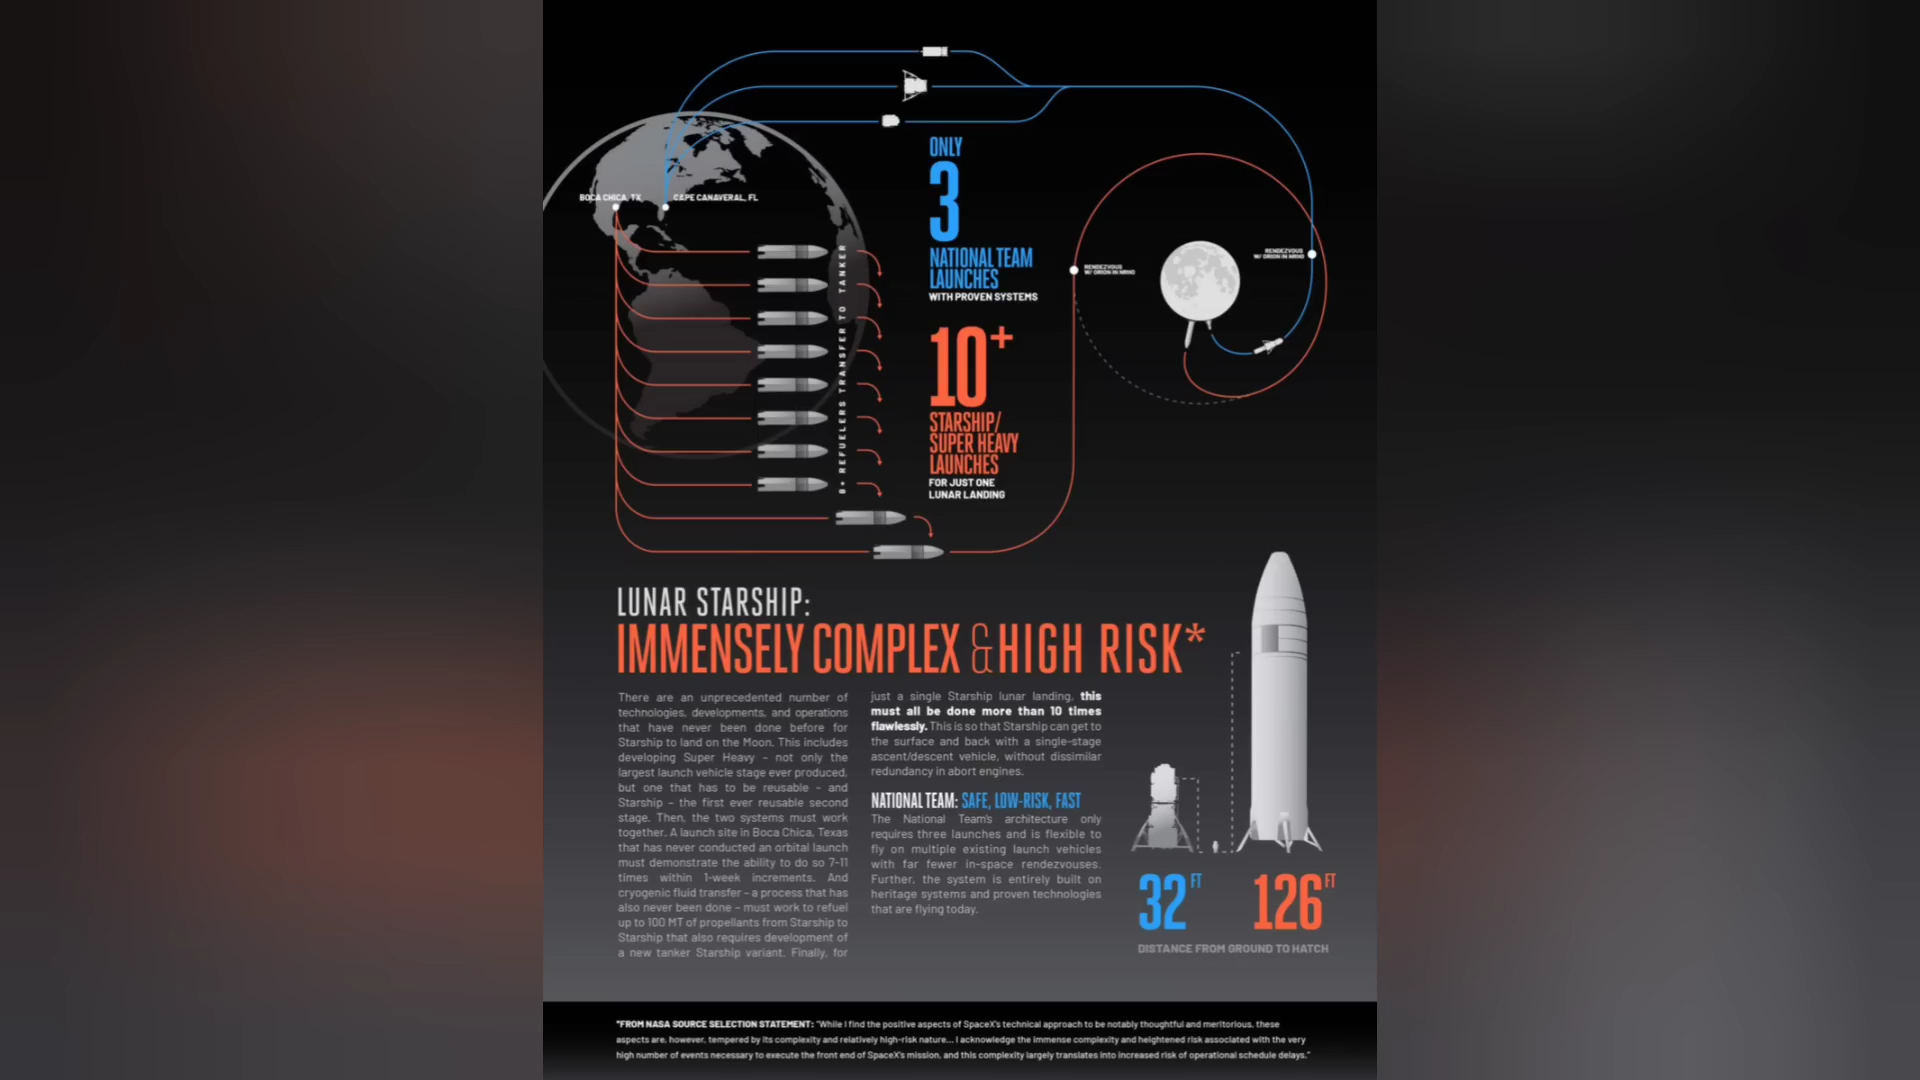 BOCA CHICA, TX
CAPE CANAVERAL, FL
8+ REFUELERS TRANSFER TO TANKER
ONLY
3
NATIONAL TEAM
LAUNCHES
WITH PROVEN SYSTEMS
10+
STARSHIP/
SUPER HEAVY
LAUNCHES
FOR JUST ONE
LUNAR LANDING
RENDEZVOUS
W/ ORION IN NRHO
RENDEZVOUS
W/ ORION IN NRHO
LUNAR STARSHIP:
IMMENSELY COMPLEX & HIGH RISK*
There are an unprecedented number of
technologies, developments, and operations
that have never been done before for
Starship to land on the Moon. This includes
developing Super Heavy – not only the
largest launch vehicle stage ever produced,
but one that has to be reusable – and
Starship – the first ever reusable second
stage. Then, the two systems must work
together. A launch site in Boca Chica, Texas
that has never conducted an orbital launch
must demonstrate the ability to do so 7-11
times within 1-week increments. And
cryogenic fluid transfer – a process that has
also never been done – must work to refuel
up to 100 MT of propellants from Starship to
Starship that also requires development of
a new tanker Starship variant. Finally, for
just a single Starship lunar landing, this
must all be done more than 10 times
flawlessly. This is so that Starship can get to
the surface and back with a single-stage
ascent/descent vehicle, without dissimilar
redundancy in abort engines.
NATIONAL TEAM: SAFE, LOW-RISK, FAST
The National Team's architecture only
requires three launches and is flexible to
fly on multiple existing launch vehicles
with far fewer in-space rendezvouses.
Further, the system is entirely built on
heritage systems and proven technologies
that are flying today.
32 FT
126 FT
DISTANCE FROM GROUND TO HATCH
*FROM NASA SOURCE SELECTION STATEMENT: "While I find the positive aspects of SpaceX's technical approach to be notably thoughtful and meritorious, these
aspects are, however, tempered by its complexity and relatively high-risk nature... I acknowledge the immense complexity and heightened risk associated with the very
high number of events necessary to execute the front end of SpaceX's mission, and this complexity largely translates into increased risk of operational schedule delays."